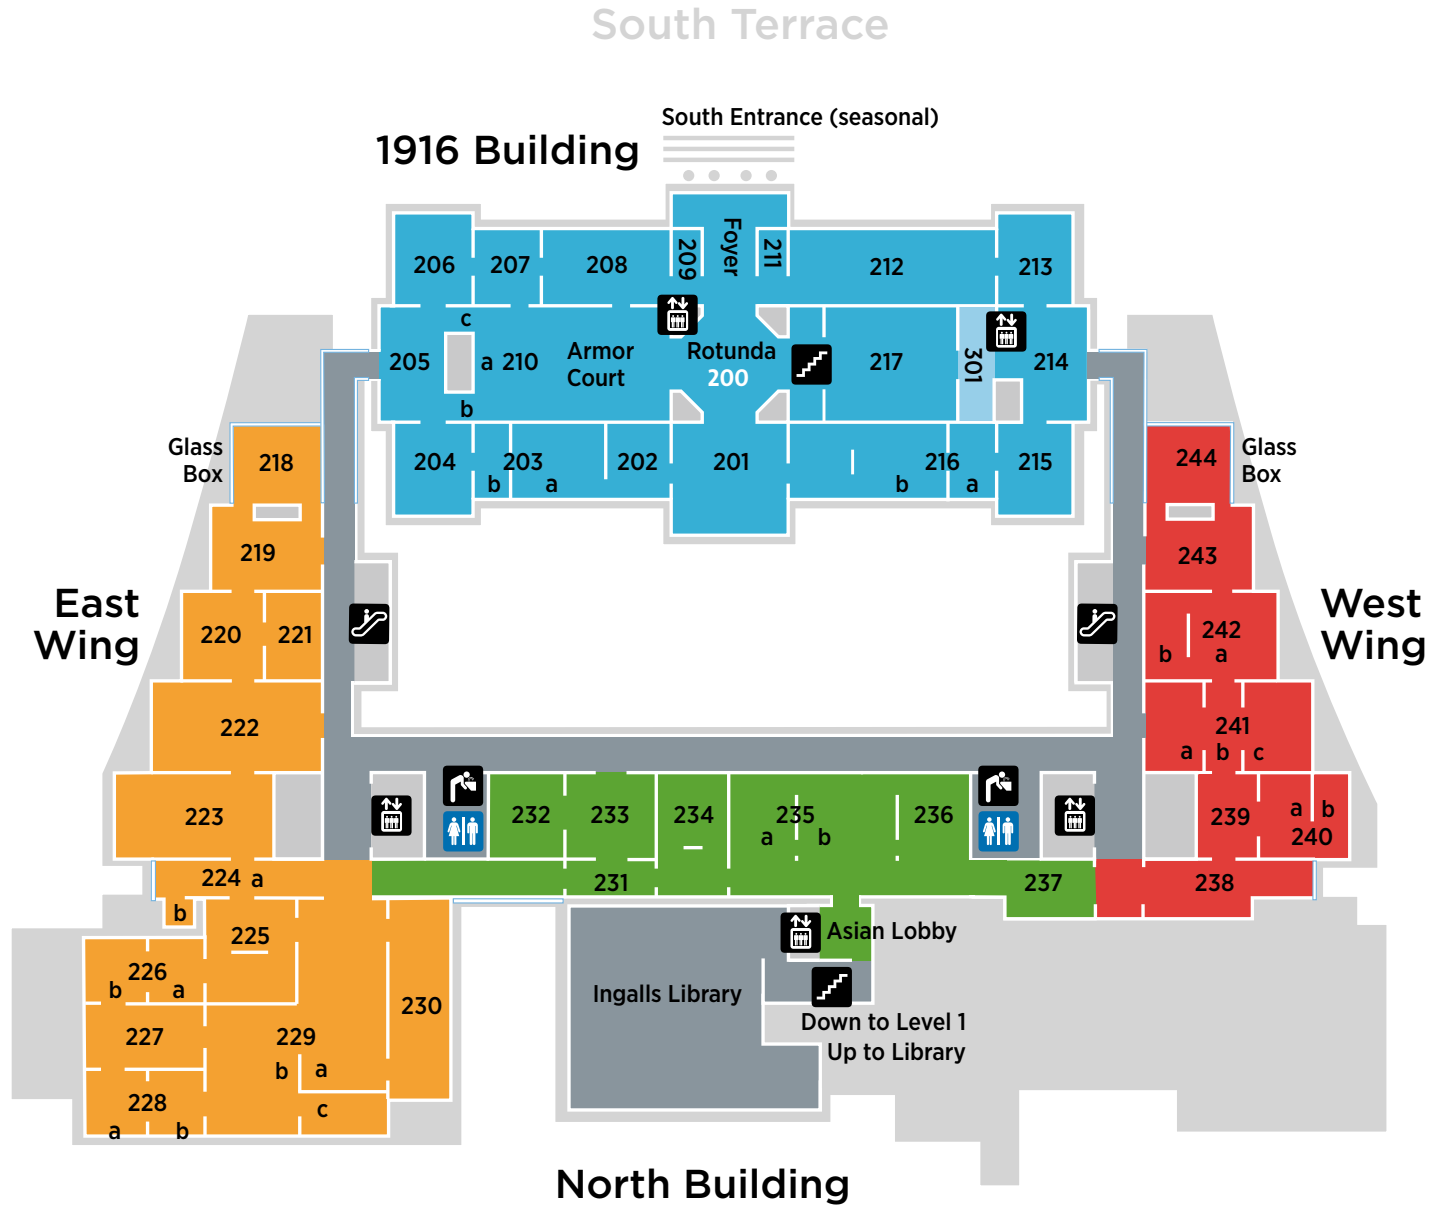 South Terrace
South Entrance (seasonal)
1916 Building
206
207
208
209
Foyer
211
212
213
c
205
a
210
Armor
Court
Rotunda
200
217
301
214
b
204
203
b
a
202
201
216
b
a
215
Glass
Box
218
219
East
Wing
220
221
222
223
224
a
b
225
226
b
a
227
228
a
b
229
b
a
c
230
232
233
234
235
a
b
236
231
237
Asian Lobby
Ingalls Library
Down to Level 1
Up to Library
244
Glass
Box
243
West
Wing
242
b
a
241
a
b
c
239
a
b
240
238
North Building